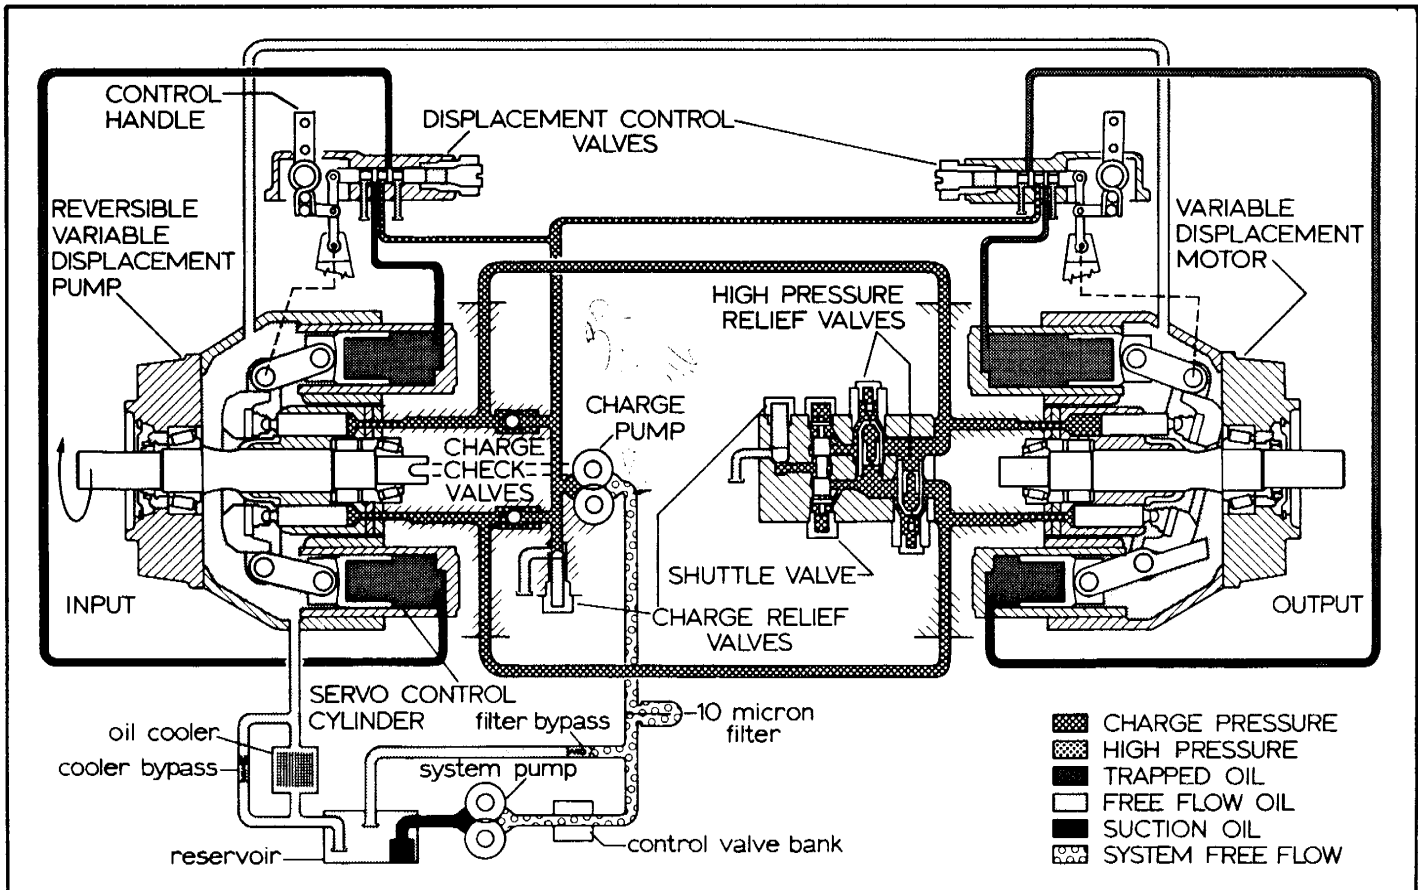 CONTROL
HANDLE
DISPLACEMENT CONTROL
VALVES
REVERSIBLE
VARIABLE
DISPLACEMENT
PUMP
VARIABLE
DISPLACEMENT
MOTOR
HIGH PRESSURE
RELIEF VALVES
CHARGE
PUMP
CHARGE
CHECK
VALVES
SHUTTLE VALVE
CHARGE RELIEF
VALVES
INPUT
OUTPUT
SERVO CONTROL
CYLINDER
filter bypass
10 micron
filter
oil cooler
cooler bypass
system pump
reservoir
control valve bank
CHARGE PRESSURE
HIGH PRESSURE
TRAPPED OIL
FREE FLOW OIL
SUCTION OIL
SYSTEM FREE FLOW